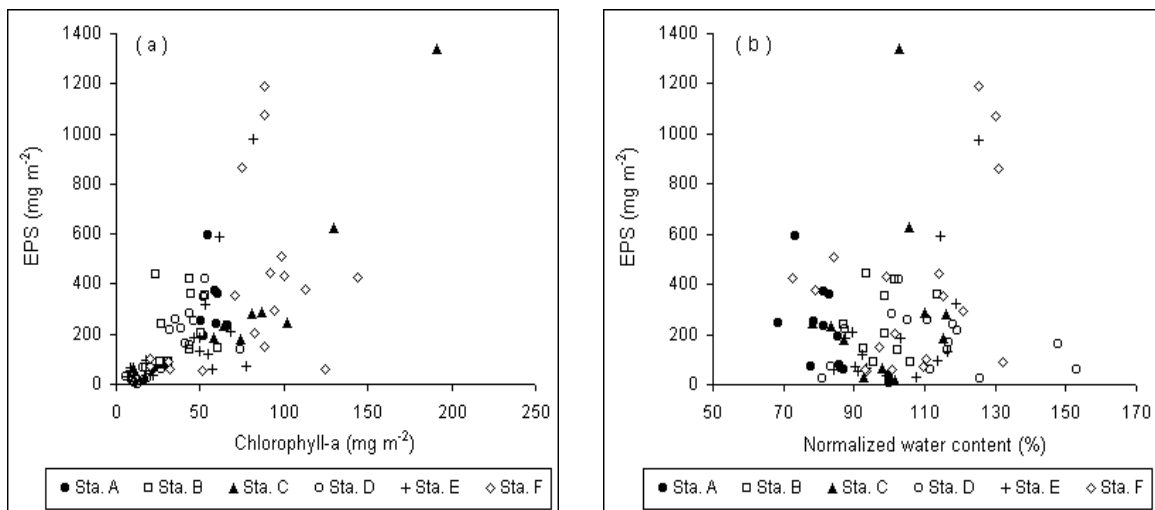 ( a )
1400
1200
1000
800
600
400
200
0
EPS (mg m-2)
0 50 100 150 200 250
Chlorophyll-a (mg m-2)
Sta. A Sta. B Sta. C Sta. D Sta. E Sta. F
( b )
1400
1200
1000
800
600
400
200
0
EPS (mg m-2)
50 70 90 110 130 150 170
Normalized water content (%)
Sta. A Sta. B Sta. C Sta. D Sta. E Sta. F